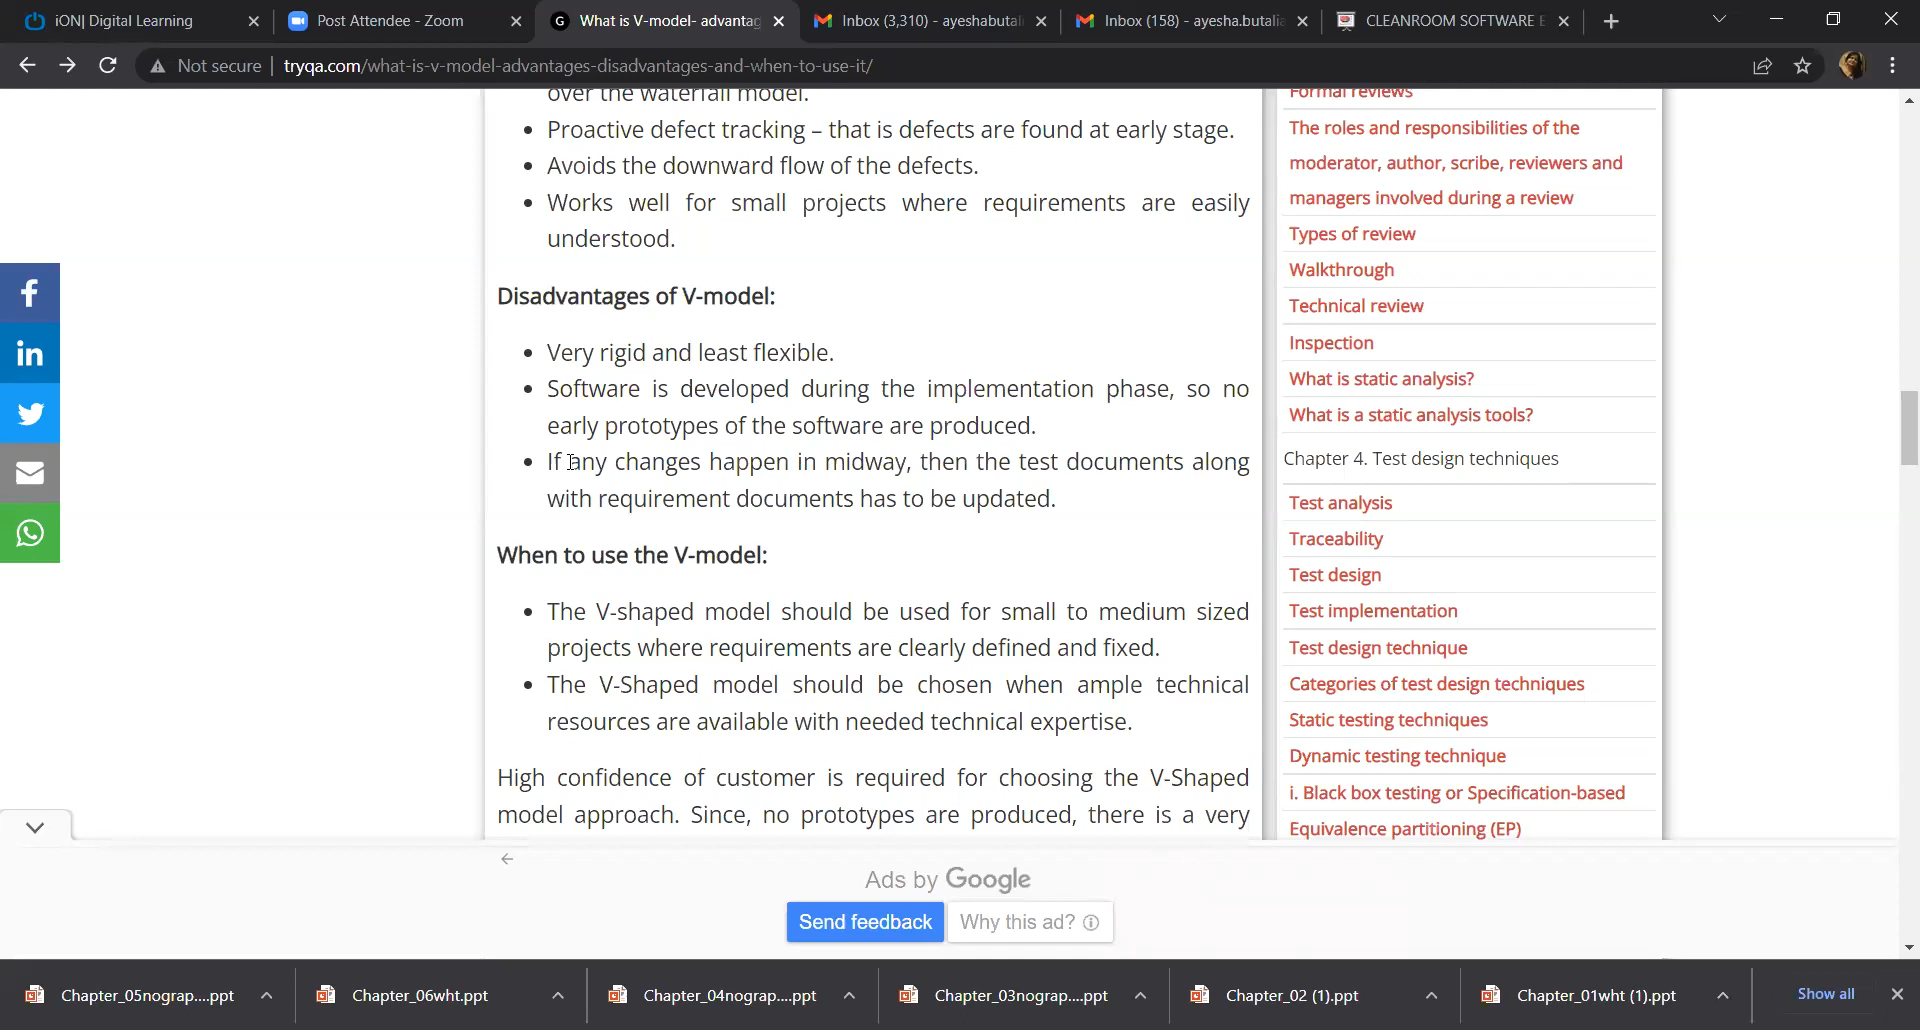 iON| Digital Learning
Post Attendee - Zoom
What is V-model- advantag
Inbox (3,310) - ayeshabutal
Inbox (158) - ayesha.butalia
CLEANROOM SOFTWARE E
Not secure
tryqa.com/what-is-v-model-advantages-disadvantages-and-when-to-use-it/
over the waterfall model.
• Proactive defect tracking – that is defects are found at early stage.
• Avoids the downward flow of the defects.
• Works well for small projects where requirements are easily
understood.
Disadvantages of V-model:
• Very rigid and least flexible.
• Software is developed during the implementation phase, so no
early prototypes of the software are produced.
• If any changes happen in midway, then the test documents along
with requirement documents has to be updated.
When to use the V-model:
• The V-shaped model should be used for small to medium sized
projects where requirements are clearly defined and fixed.
• The V-Shaped model should be chosen when ample technical
resources are available with needed technical expertise.
High confidence of customer is required for choosing the V-Shaped
model approach. Since, no prototypes are produced, there is a very
Formal reviews
The roles and responsibilities of the
moderator, author, scribe, reviewers and
managers involved during a review
Types of review
Walkthrough
Technical review
Inspection
What is static analysis?
What is a static analysis tools?
Chapter 4. Test design techniques
Test analysis
Traceability
Test design
Test implementation
Test design technique
Categories of test design techniques
Static testing techniques
Dynamic testing technique
i. Black box testing or Specification-based
Equivalence partitioning (EP)
Ads by Google
Send feedback
Why this ad?
Chapter_05nograp....ppt
Chapter_06wht.ppt
Chapter_04nograp....ppt
Chapter_03nograp....ppt
Chapter_02 (1).ppt
Chapter_01wht (1).ppt
Show all